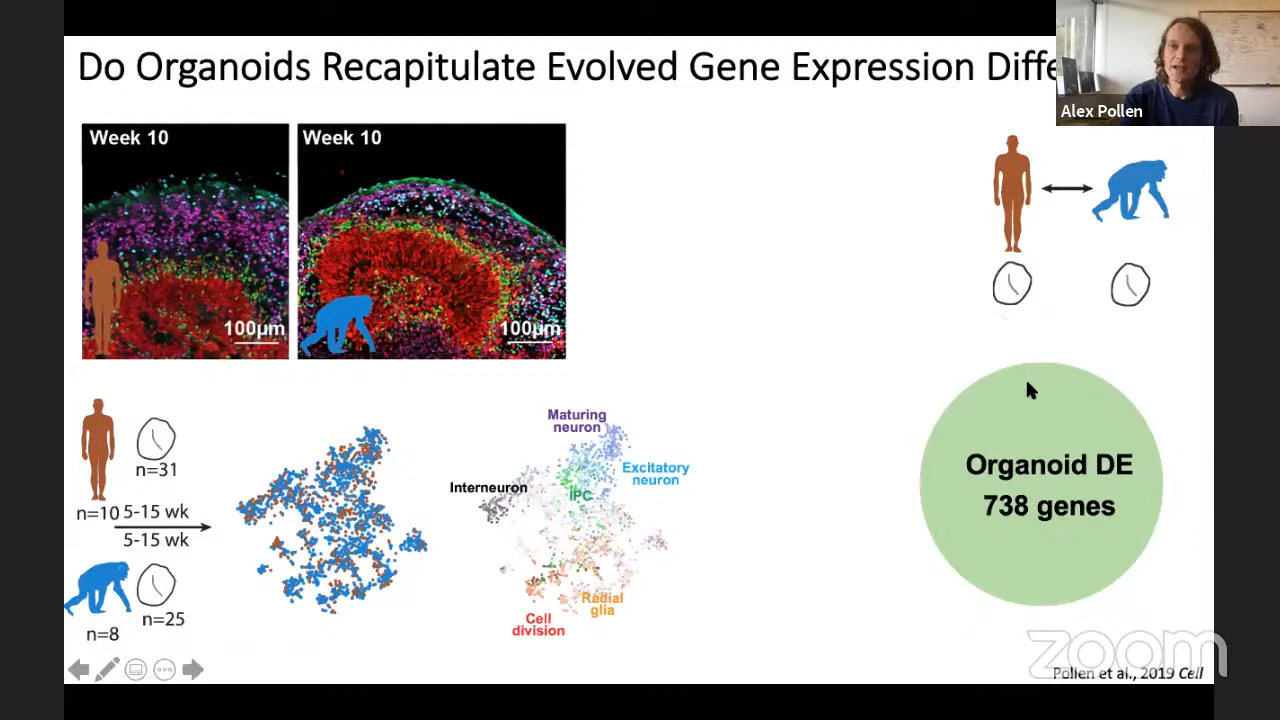 Do Organoids Recapitulate Evolved Gene Expression Diffe
Alex Pollen
Week 10
Week 10
100µm
100µm
n=31
n=10
5-15 wk
5-15 wk
n=25
n=8
Maturing
neuron
Excitatory
neuron
Interneuron
IPC
Radial
glia
Cell
division
Organoid DE
738 genes
zoom
Pollen et al., 2019 Cell